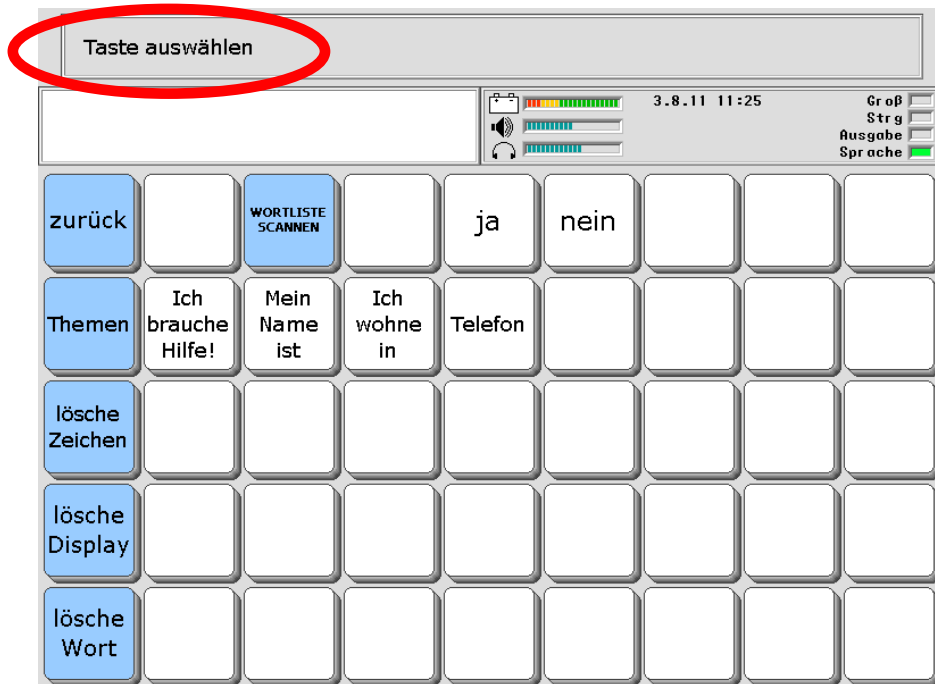 Taste auswählen
3.8.11 11:25
Groß
Strg
Ausgabe
Sprache
zurück
WORTLISTE
SCANNEN
ja
nein
Themen
Ich
brauche
Hilfe!
Mein
Name
ist
Ich
wohne
in
Telefon
lösche
Zeichen
lösche
Display
lösche
Wort